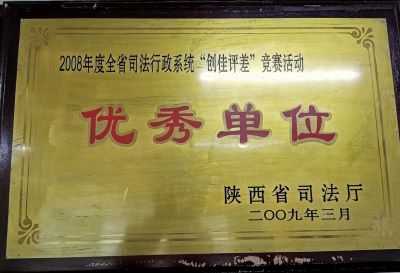 2008年度全省司法行政系统“创佳评差”竞赛活动
优秀单位
陕西省司法厅
二〇〇九年三月